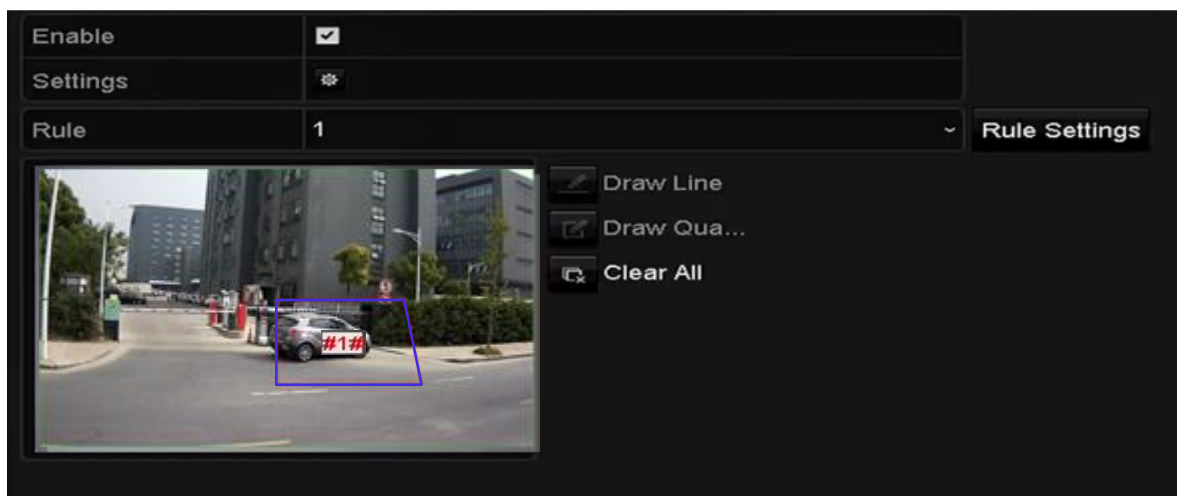 Enable
Settings
Rule 1 Rule Settings
Draw Line
Draw Qua...
Clear All
#1#